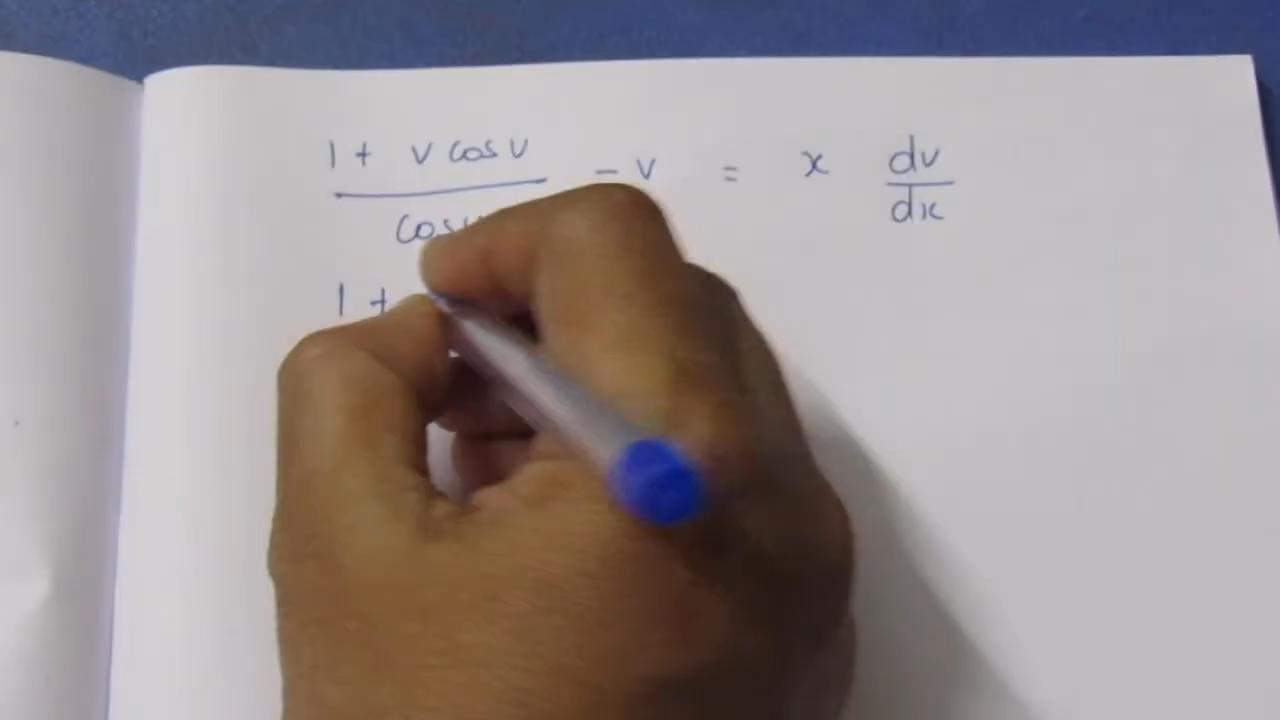 1 + v cos v - v = x dv
cos dx
1 +